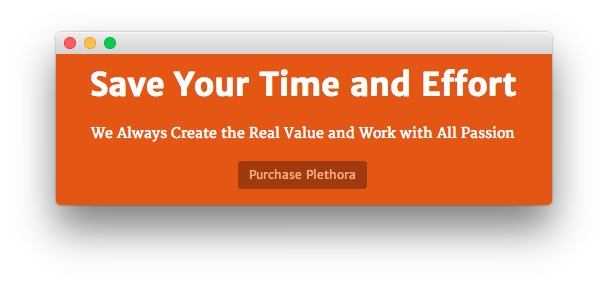 Save Your Time and Effort
We Always Create the Real Value and Work with All Passion
Purchase Plethora